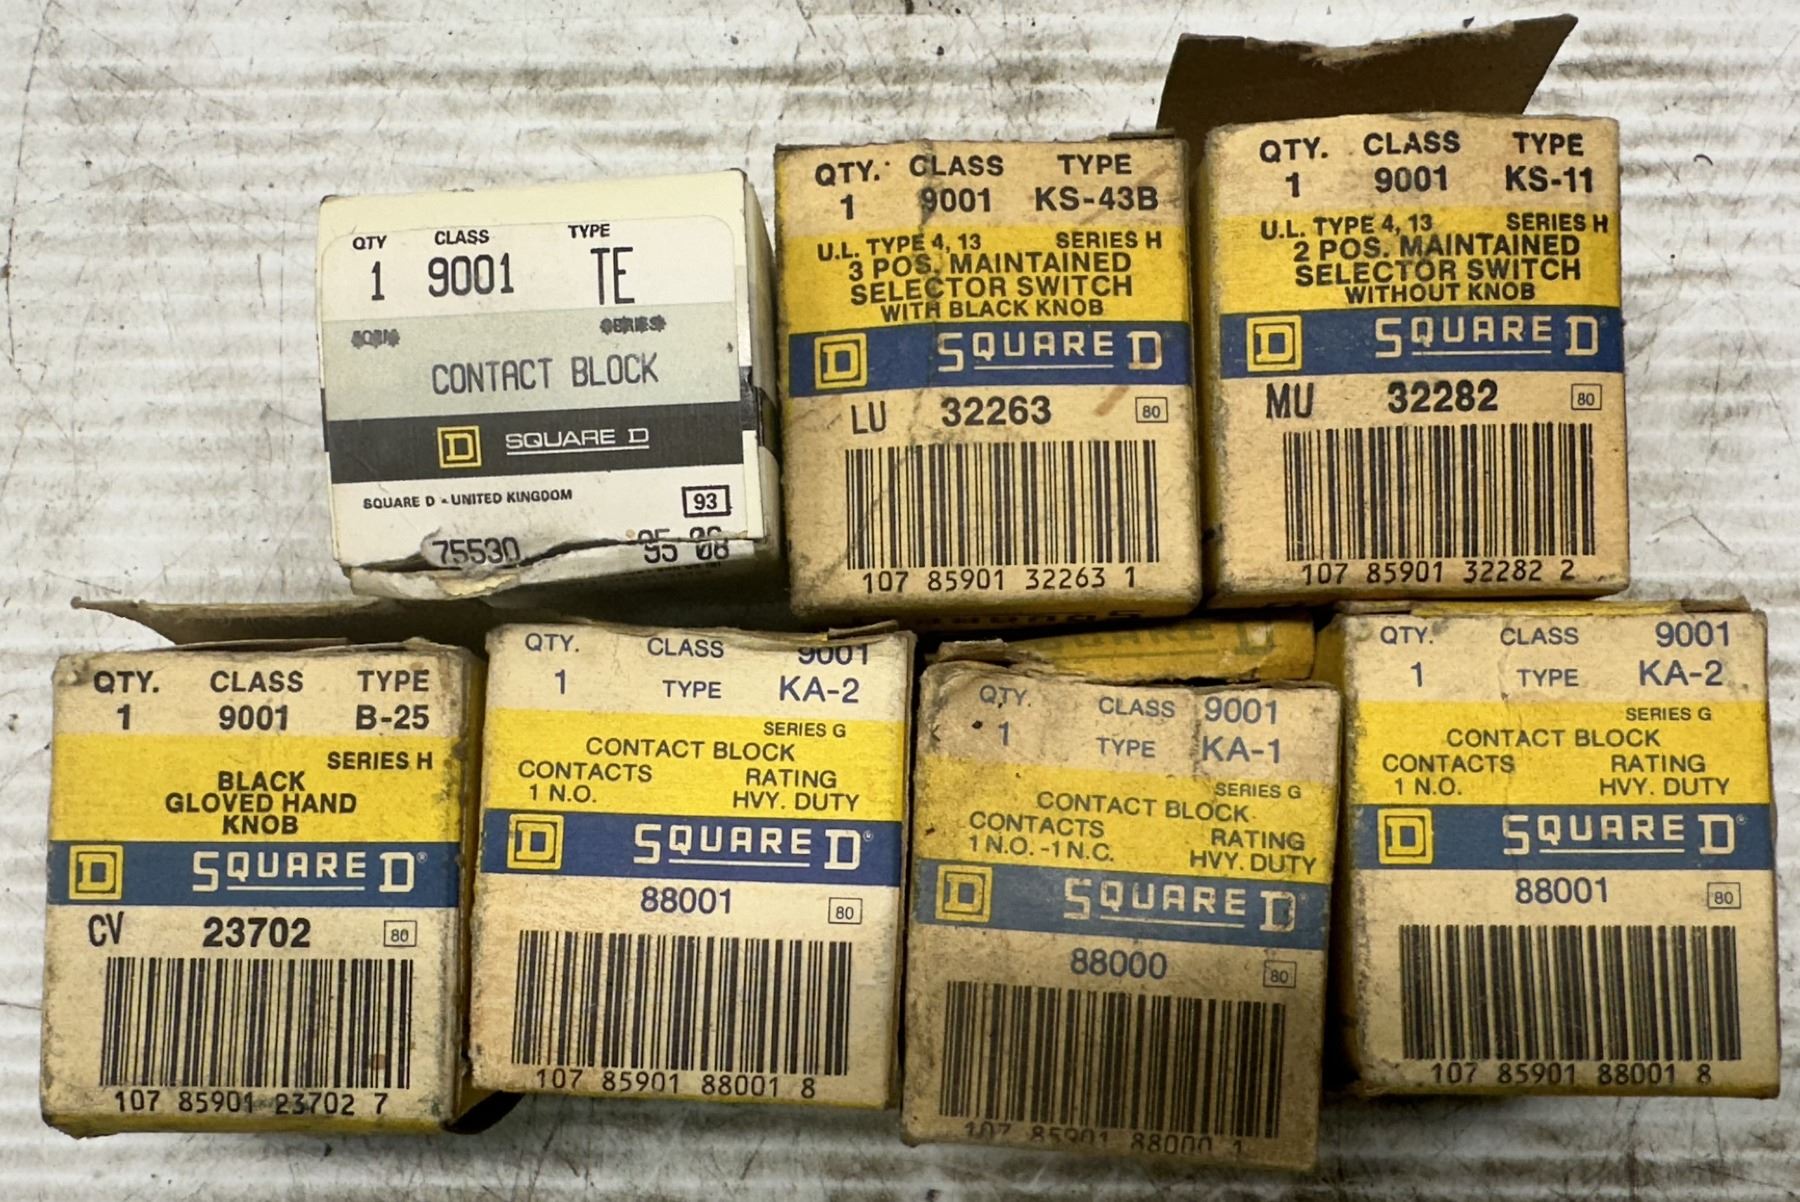 QTY CLASS TYPE
1 9001 TE
CONTACT BLOCK
D SQUARE D
SQUARE D - UNITED KINGDOM 93
75530 95 08
QTY. CLASS TYPE
1 9001 KS-43B
U.L. TYPE 4, 13 SERIES H
3 POS. MAINTAINED
SELECTOR SWITCH
WITH BLACK KNOB
D SQUARE D
LU 32263 80
107 85901 32263 1
QTY. CLASS TYPE
1 9001 KS-11
U.L. TYPE 4, 13 SERIES H
2 POS. MAINTAINED
SELECTOR SWITCH
WITHOUT KNOB
D SQUARE D®
MU 32282 80
107 85901 32282 2
SQUARE D
QTY. CLASS TYPE
1 9001 B-25
SERIES H
BLACK
GLOVED HAND
KNOB
D SQUARE D®
CV 23702 80
107 85901 23702 7
QTY. CLASS 9001
1 TYPE KA-2
SERIES G
CONTACT BLOCK
CONTACTS RATING
1 N.O. HVY. DUTY
D SQUARE D®
88001 80
107 85901 88001 8
QTY. CLASS 9001
1 TYPE KA-1
SERIES G
CONTACT BLOCK
CONTACTS RATING
1 N.O.-1 N.C. HVY. DUTY
D SQUARE D
88000 80
107 85901 88000 1
QTY. CLASS 9001
1 TYPE KA-2
SERIES G
CONTACT BLOCK
CONTACTS RATING
1 N.O. HVY. DUTY
D SQUARE D®
88001 80
107 85901 88001 8